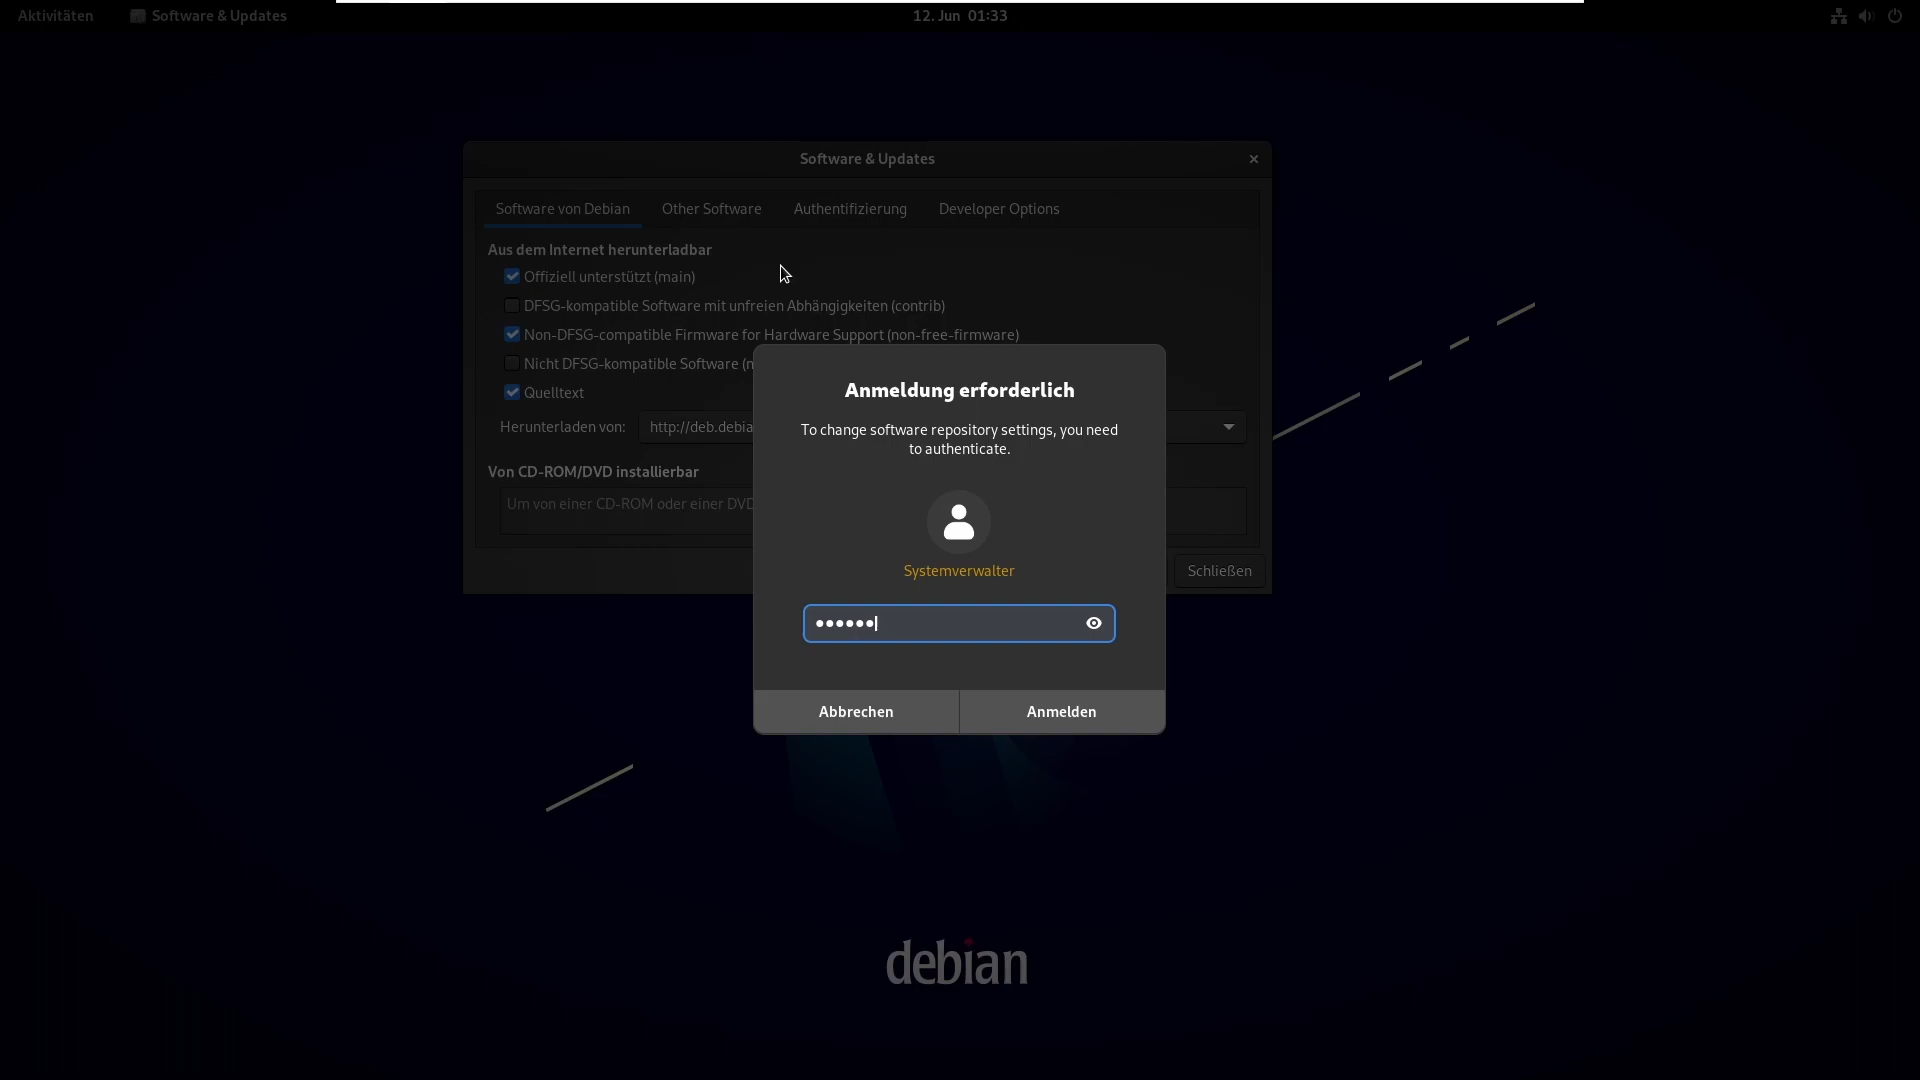 Aktivitäten
Software & Updates
12. Jun 01:33
Software & Updates
Software von Debian
Other Software
Authentifizierung
Developer Options
Aus dem Internet herunterladbar
Offiziell unterstützt (main)
DFSG-kompatible Software mit unfreien Abhängigkeiten (contrib)
Non-DFSG-compatible Firmware for Hardware Support (non-free-firmware)
Nicht DFSG-kompatible Software (n
Quelltext
Herunterladen von:
http://deb.debia
Von CD-ROM/DVD installierbar
Um von einer CD-ROM oder einer DVD
Schließen
Anmeldung erforderlich
To change software repository settings, you need
to authenticate.
Systemverwalter
Abbrechen
Anmelden
debian